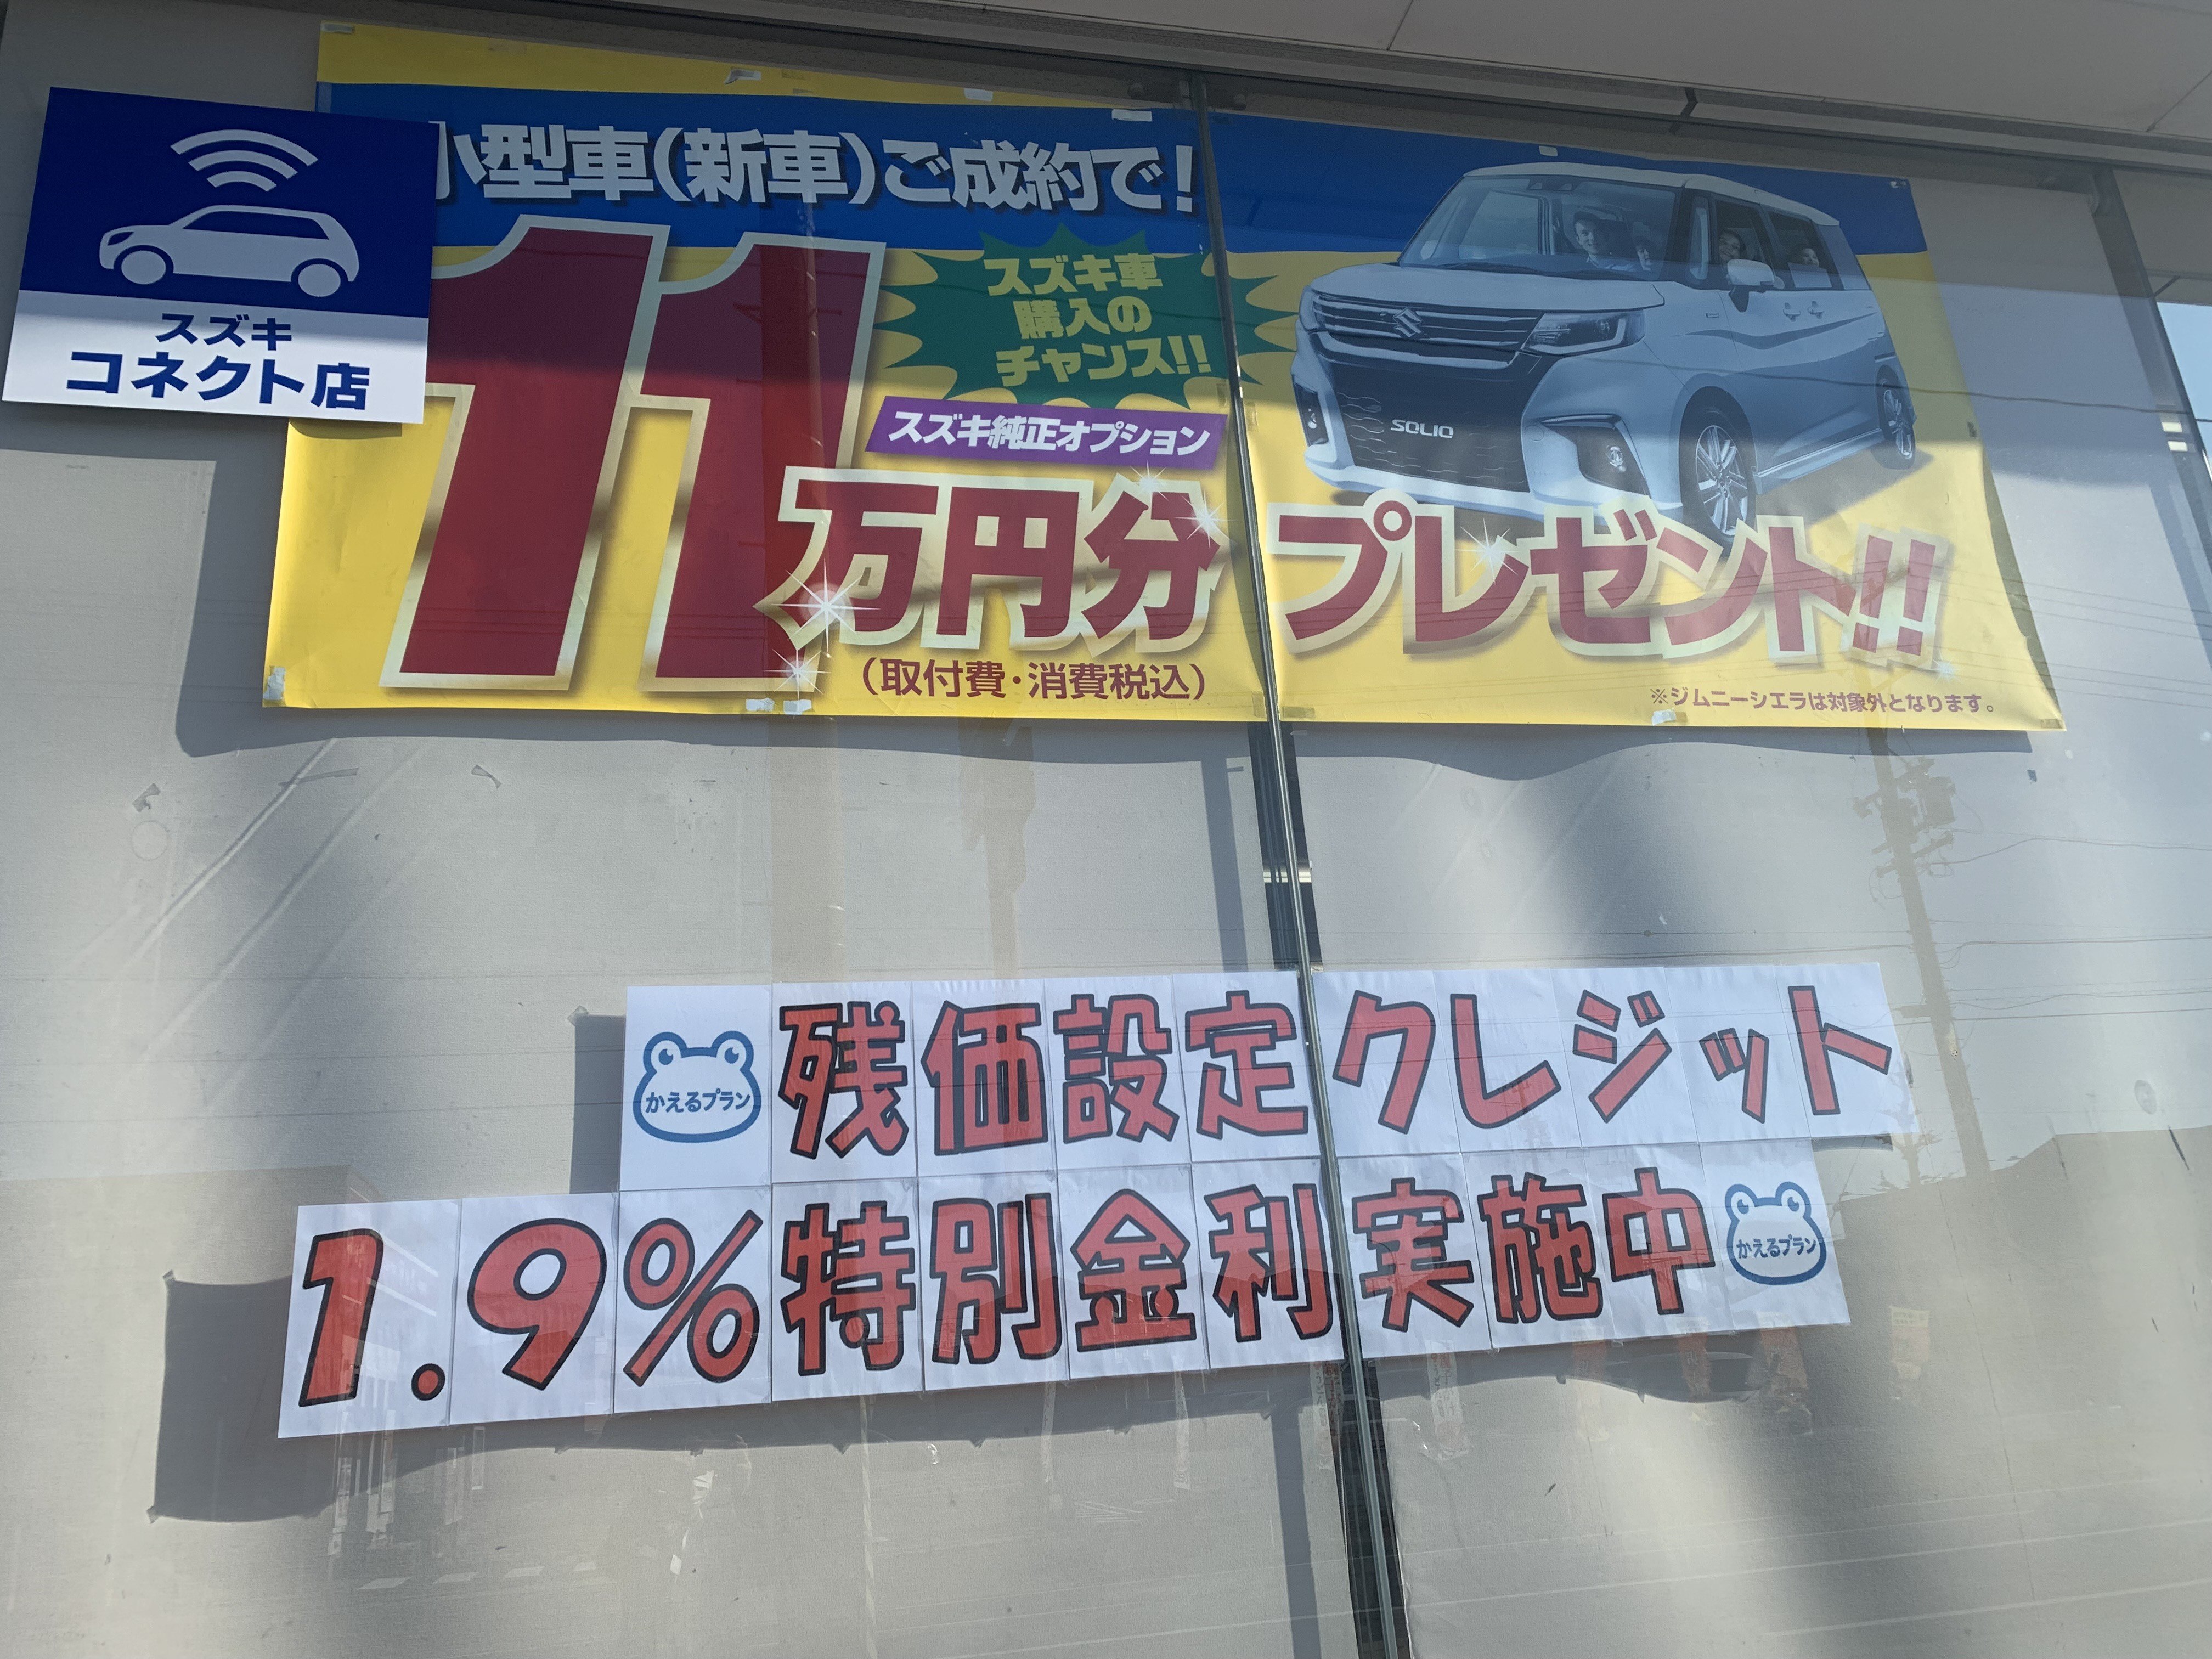 スズキ
コネクト店
小型車(新車)ご成約で!
スズキ車
購入の
チャンス!!
スズキ純正オプション
11万円分プレゼント!!
(取付費・消費税込)
※ジムニーシエラは対象外となります。
SOLIO
かえるプラン 残価設定クレジット
1.9%特別金利実施中 かえるプラン